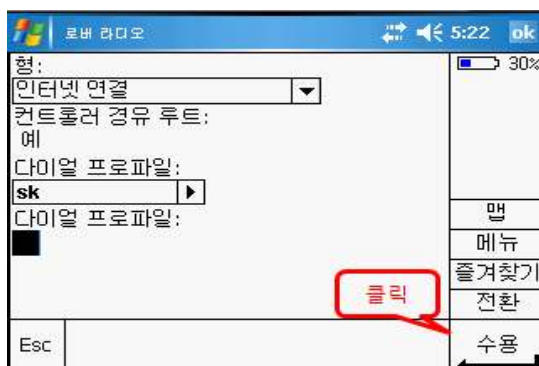 로버 라디오
5:22
ok
형:
30%
인터넷 연결
컨트롤러 경유 루트:
예
다이얼 프로파일:
sk
다이얼 프로파일:
맵
메뉴
즐겨찾기
클릭
전환
Esc
수용